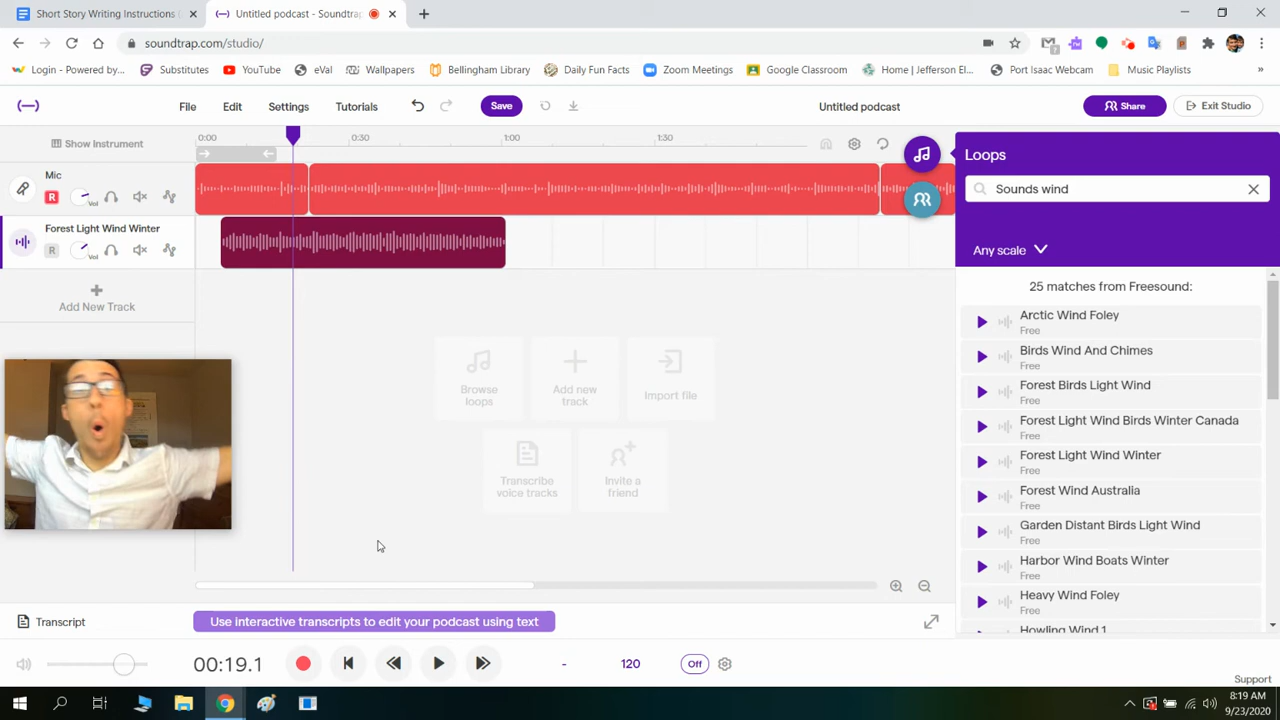 Short Story Writing Instructions (
Untitled podcast - Soundtrap
soundtrap.com/studio/
Login - Powered by...
Substitutes
YouTube
eVal
Wallpapers
Bellingham Library
Daily Fun Facts
Zoom Meetings
Google Classroom
Home | Jefferson El...
Port Isaac Webcam
Music Playlists
File
Edit
Settings
Tutorials
Save
Untitled podcast
Share
Exit Studio
Show Instrument
0:00
0:30
1:00
1:30
Loops
Mic
R
Vol
Sounds wind
Forest Light Wind Winter
R
Vol
Any scale
Add New Track
25 matches from Freesound:
Arctic Wind Foley
Free
Birds Wind And Chimes
Free
Forest Birds Light Wind
Free
Forest Light Wind Birds Winter Canada
Free
Forest Light Wind Winter
Free
Forest Wind Australia
Free
Garden Distant Birds Light Wind
Free
Harbor Wind Boats Winter
Free
Heavy Wind Foley
Free
Howling Wind 1
Browse
loops
Add new
track
Import file
Transcribe
voice tracks
Invite a
friend
Transcript
Use interactive transcripts to edit your podcast using text
00:19.1
-
120
Off
Support
8:19 AM
9/23/2020